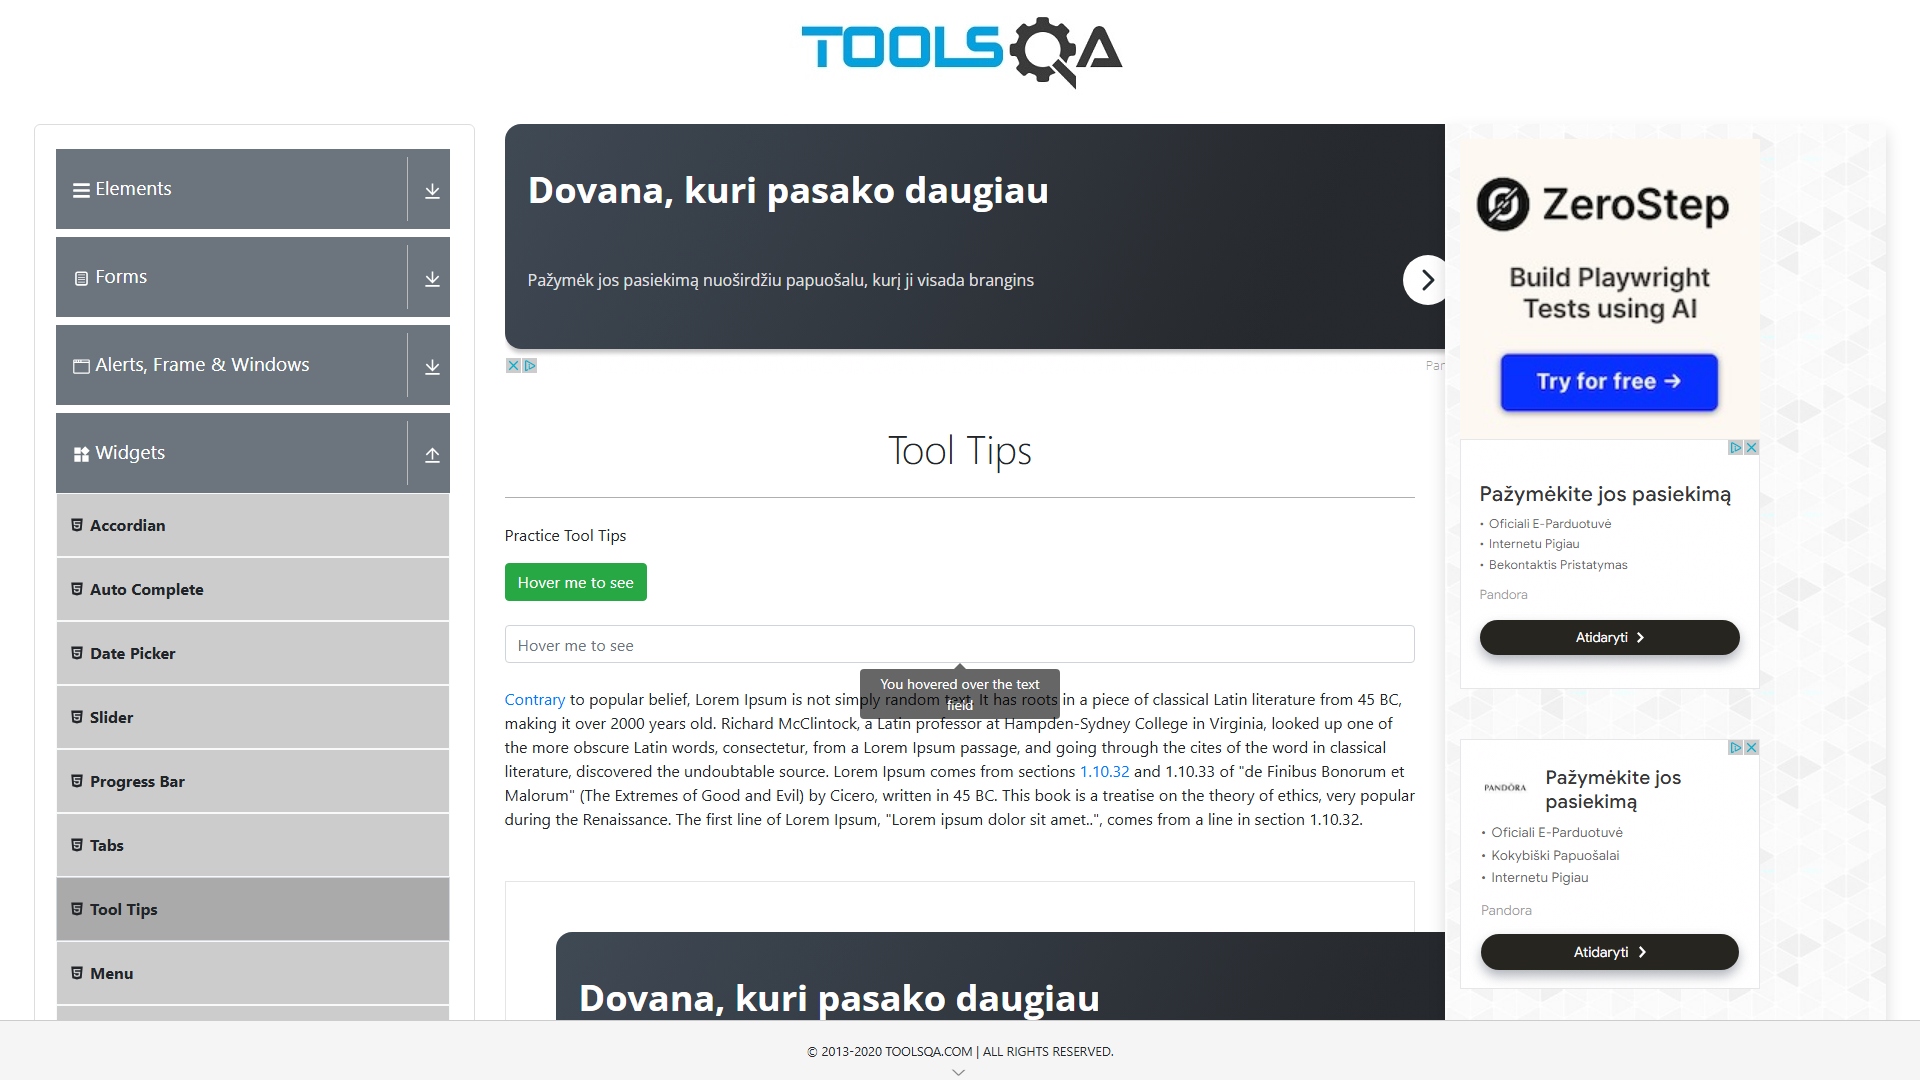 TOOLSQA
Elements
Forms
Alerts, Frame & Windows
Widgets
Accordian
Auto Complete
Date Picker
Slider
Progress Bar
Tabs
Tool Tips
Menu
Dovana, kuri pasako daugiau
Pažymėk jos pasiekimą nuoširdžiu papuošalu, kurį ji visada brangins
Tool Tips
Practice Tool Tips
Hover me to see
Hover me to see
You hovered over the text
field
Contrary to popular belief, Lorem Ipsum is not simply random text. It has roots in a piece of classical Latin literature from 45 BC,
making it over 2000 years old. Richard McClintock, a Latin professor at Hampden-Sydney College in Virginia, looked up one of
the more obscure Latin words, consectetur, from a Lorem Ipsum passage, and going through the cites of the word in classical
literature, discovered the undoubtable source. Lorem Ipsum comes from sections 1.10.32 and 1.10.33 of "de Finibus Bonorum et
Malorum" (The Extremes of Good and Evil) by Cicero, written in 45 BC. This book is a treatise on the theory of ethics, very popular
during the Renaissance. The first line of Lorem Ipsum, "Lorem ipsum dolor sit amet..", comes from a line in section 1.10.32.
Dovana, kuri pasako daugiau
ZeroStep
Build Playwright
Tests using AI
Try for free →
Pažymėkite jos pasiekimą
• Oficiali E-Parduotuvė
• Internetu Pigiau
• Bekontaktis Pristatymas
Pandora
Atidaryti
PANDÖRA
Pažymėkite jos
pasiekimą
• Oficiali E-Parduotuvė
• Kokybiški Papuošalai
• Internetu Pigiau
Pandora
Atidaryti
© 2013-2020 TOOLSQA.COM | ALL RIGHTS RESERVED.